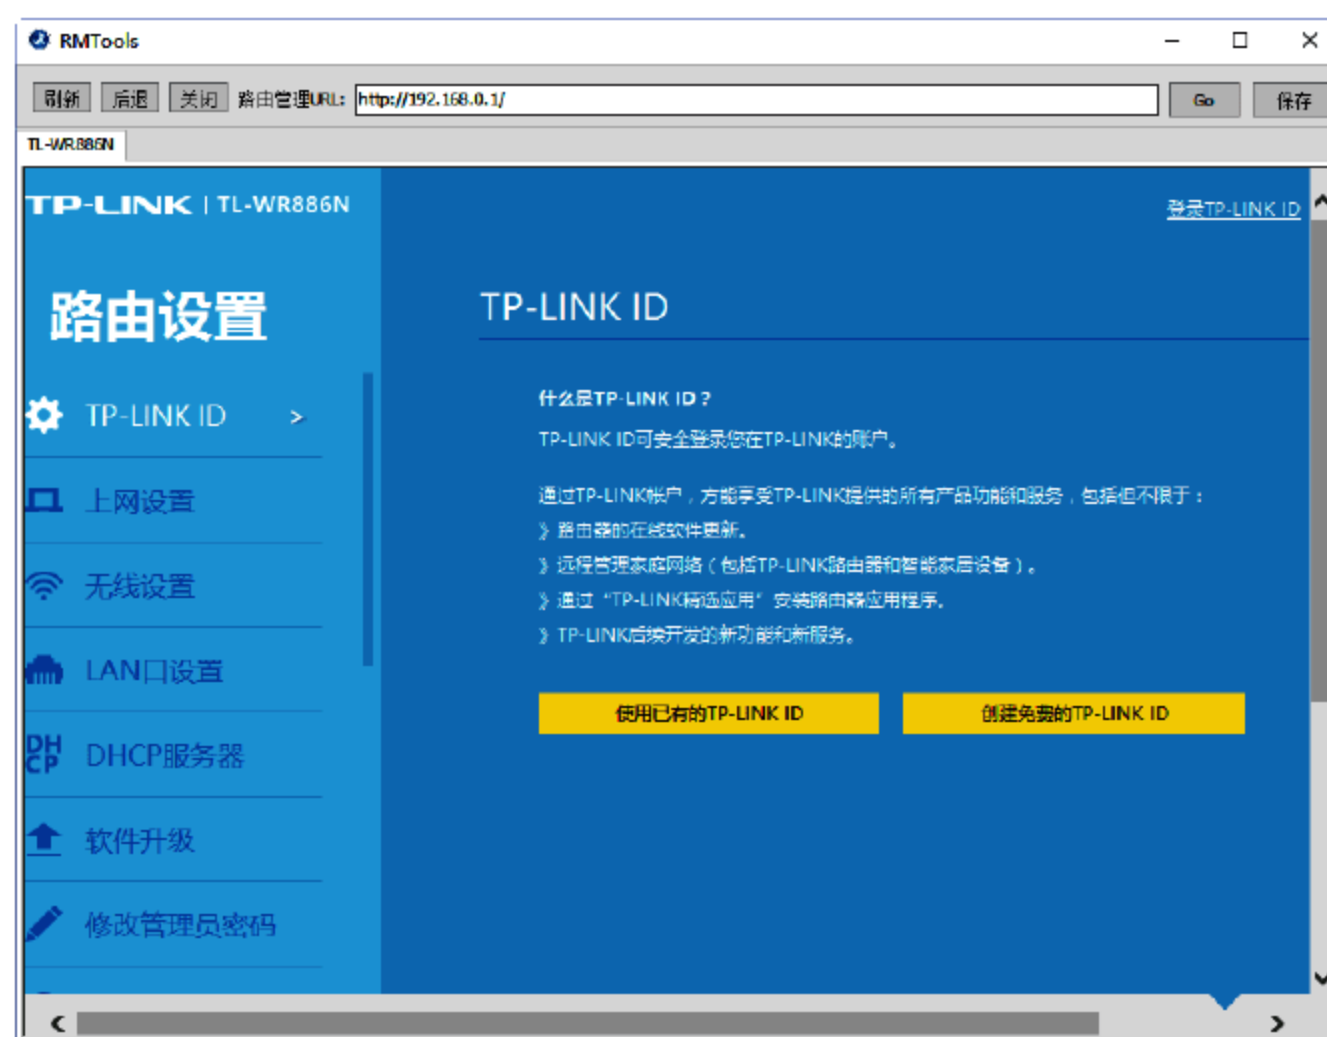 RMTools
刷新 后退 关闭 路由管理URL: http://192.168.0.1/ Go 保存
TL-WR886N
TP-LINK | TL-WR886N
登录TP-LINK ID
路由设置
TP-LINK ID >
上网设置
无线设置
LAN口设置
DHCP DHCP服务器
软件升级
修改管理员密码
TP-LINK ID
什么是TP-LINK ID？
TP-LINK ID可安全登录您在TP-LINK的账户。
通过TP-LINK帐户，方能享受TP-LINK提供的所有产品功能和服务，包括但不限于：
》路由器的在线软件更新。
》远程管理家庭网络（包括TP-LINK路由器和智能家居设备）。
》通过“TP-LINK精选应用”安装路由器应用程序。
》TP-LINK后续开发的新功能和新服务。
使用已有的TP-LINK ID
创建免费的TP-LINK ID